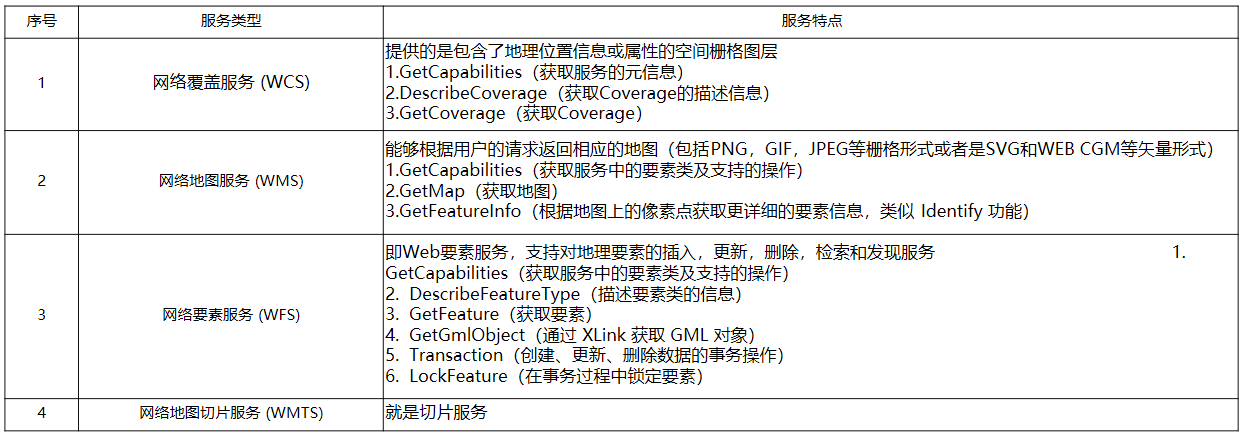 序号 服务类型 服务特点
1 网络覆盖服务 (WCS)
提供的是包含了地理位置信息或属性的空间栅格图层
1.GetCapabilities（获取服务的元信息）
2.DescribeCoverage（获取Coverage的描述信息）
3.GetCoverage（获取Coverage）
2 网络地图服务 (WMS)
能够根据用户的请求返回相应的地图（包括PNG，GIF，JPEG等栅格形式或者是SVG和WEB CGM等矢量形式）
1.GetCapabilities（获取服务中的要素类及支持的操作）
2.GetMap（获取地图）
3.GetFeatureInfo（根据地图上的像素点获取更详细的要素信息，类似 Identify 功能）
3 网络要素服务 (WFS)
即Web要素服务，支持对地理要素的插入，更新，删除，检索和发现服务 1.
GetCapabilities（获取服务中的要素类及支持的操作）
2. DescribeFeatureType（描述要素类的信息）
3. GetFeature（获取要素）
4. GetGmlObject（通过 XLink 获取 GML 对象）
5. Transaction（创建、更新、删除数据的事务操作）
6. LockFeature（在事务过程中锁定要素）
4 网络地图切片服务 (WMTS) 就是切片服务